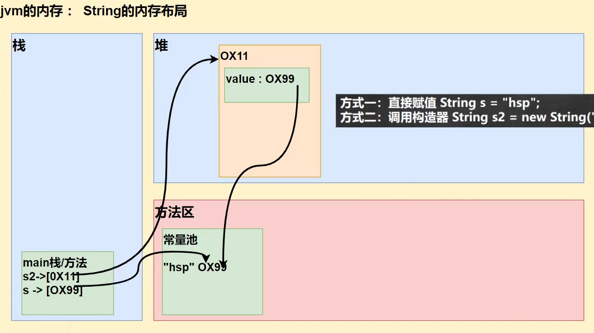 jvm的内存： String的内存布局
栈
堆
OX11
value : OX99
方式一：直接赋值 String s = "hsp";
方式二：调用构造器 String s2 = new String("
方法区
常量池
"hsp" OX99
main栈/方法
s2->[0X11]
s -> [OX99]